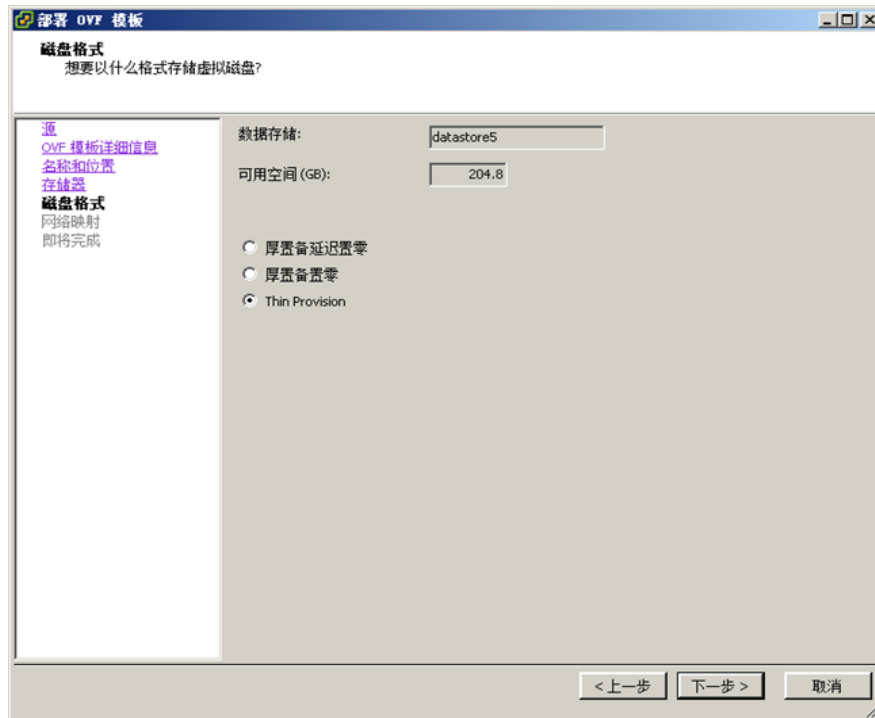 部署 OVF 模板
磁盘格式
想要以什么格式存储虚拟磁盘?
源
OVF 模板详细信息
名称和位置
存储器
磁盘格式
网络映射
即将完成
数据存储: datastore5
可用空间(GB): 204.8
厚置备延迟置零
厚置备置零
Thin Provision
<上一步 下一步> 取消